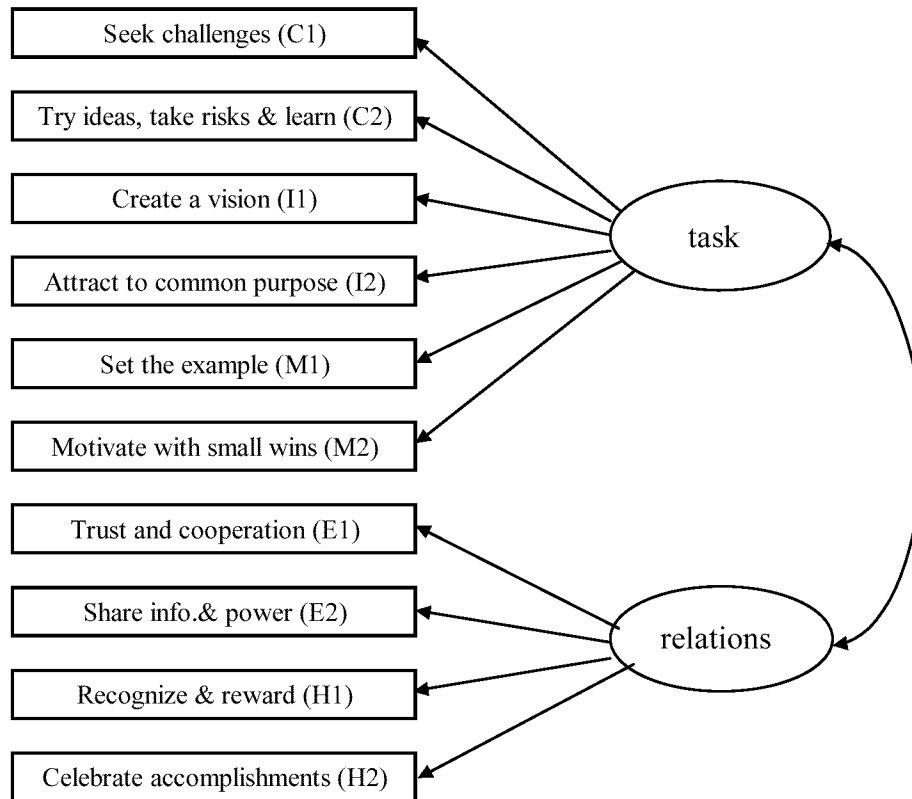 Seek challenges (C1)
Try ideas, take risks & learn (C2)
Create a vision (I1)
Attract to common purpose (I2)
Set the example (M1)
Motivate with small wins (M2)
Trust and cooperation (E1)
Share info.& power (E2)
Recognize & reward (H1)
Celebrate accomplishments (H2)
task
relations